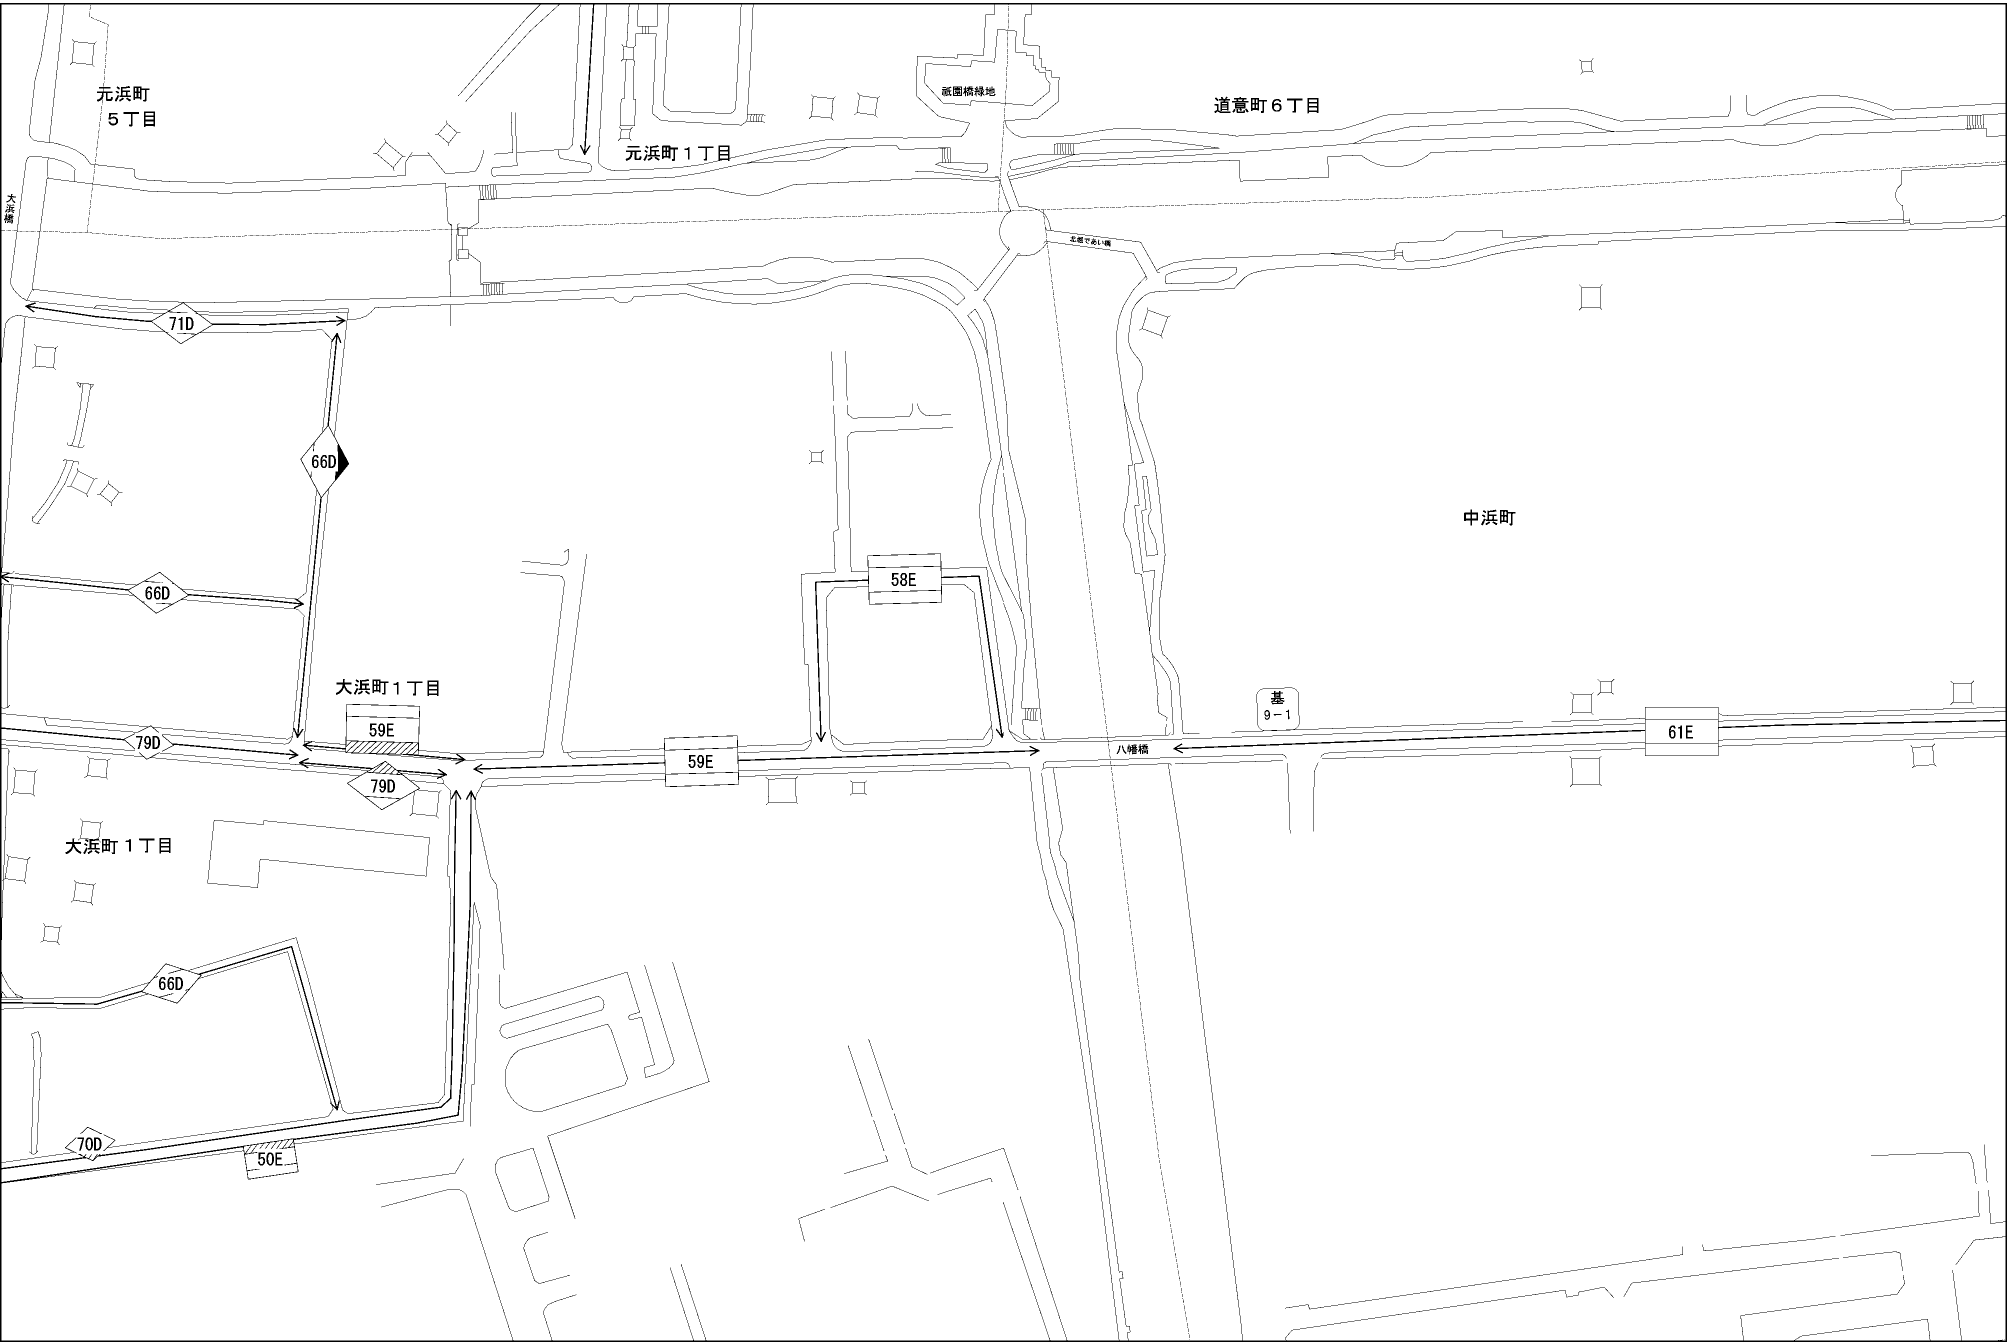 祇園橋緑地
元浜町
５丁目
道意町６丁目
元浜町１丁目
大浜橋
北堀であい橋
71D
66D
中浜町
58E
66D
大浜町１丁目
基
9-1
59E
61E
79D
八幡橋
59E
79D
大浜町１丁目
66D
70D
50E